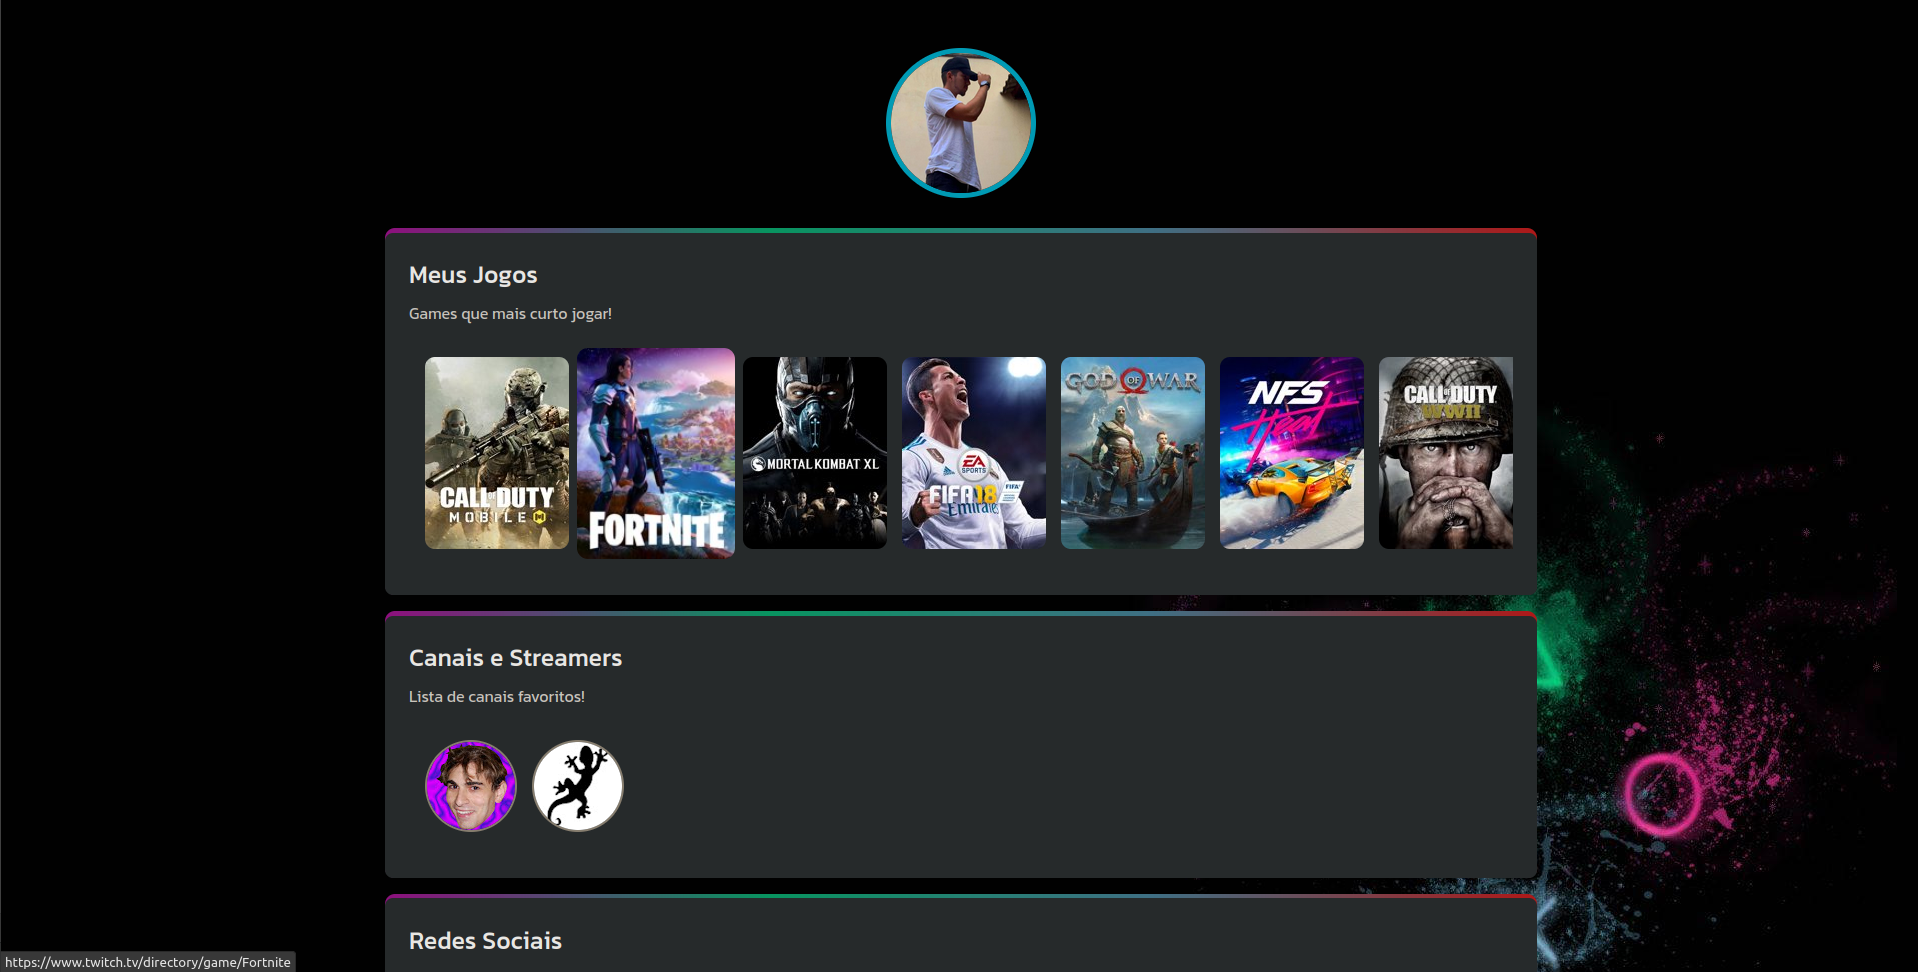 Meus Jogos
Games que mais curto jogar!
CALL OF DUTY
MOBILE
FORTNITE
MORTAL KOMBAT XL
EA
SPORTS
FIFA 18
FIFA
Emirates
GOD OF WAR
NFS
Heat
CALL OF DUTY
WWII
Canais e Streamers
Lista de canais favoritos!
Redes Sociais
https://www.twitch.tv/directory/game/Fortnite